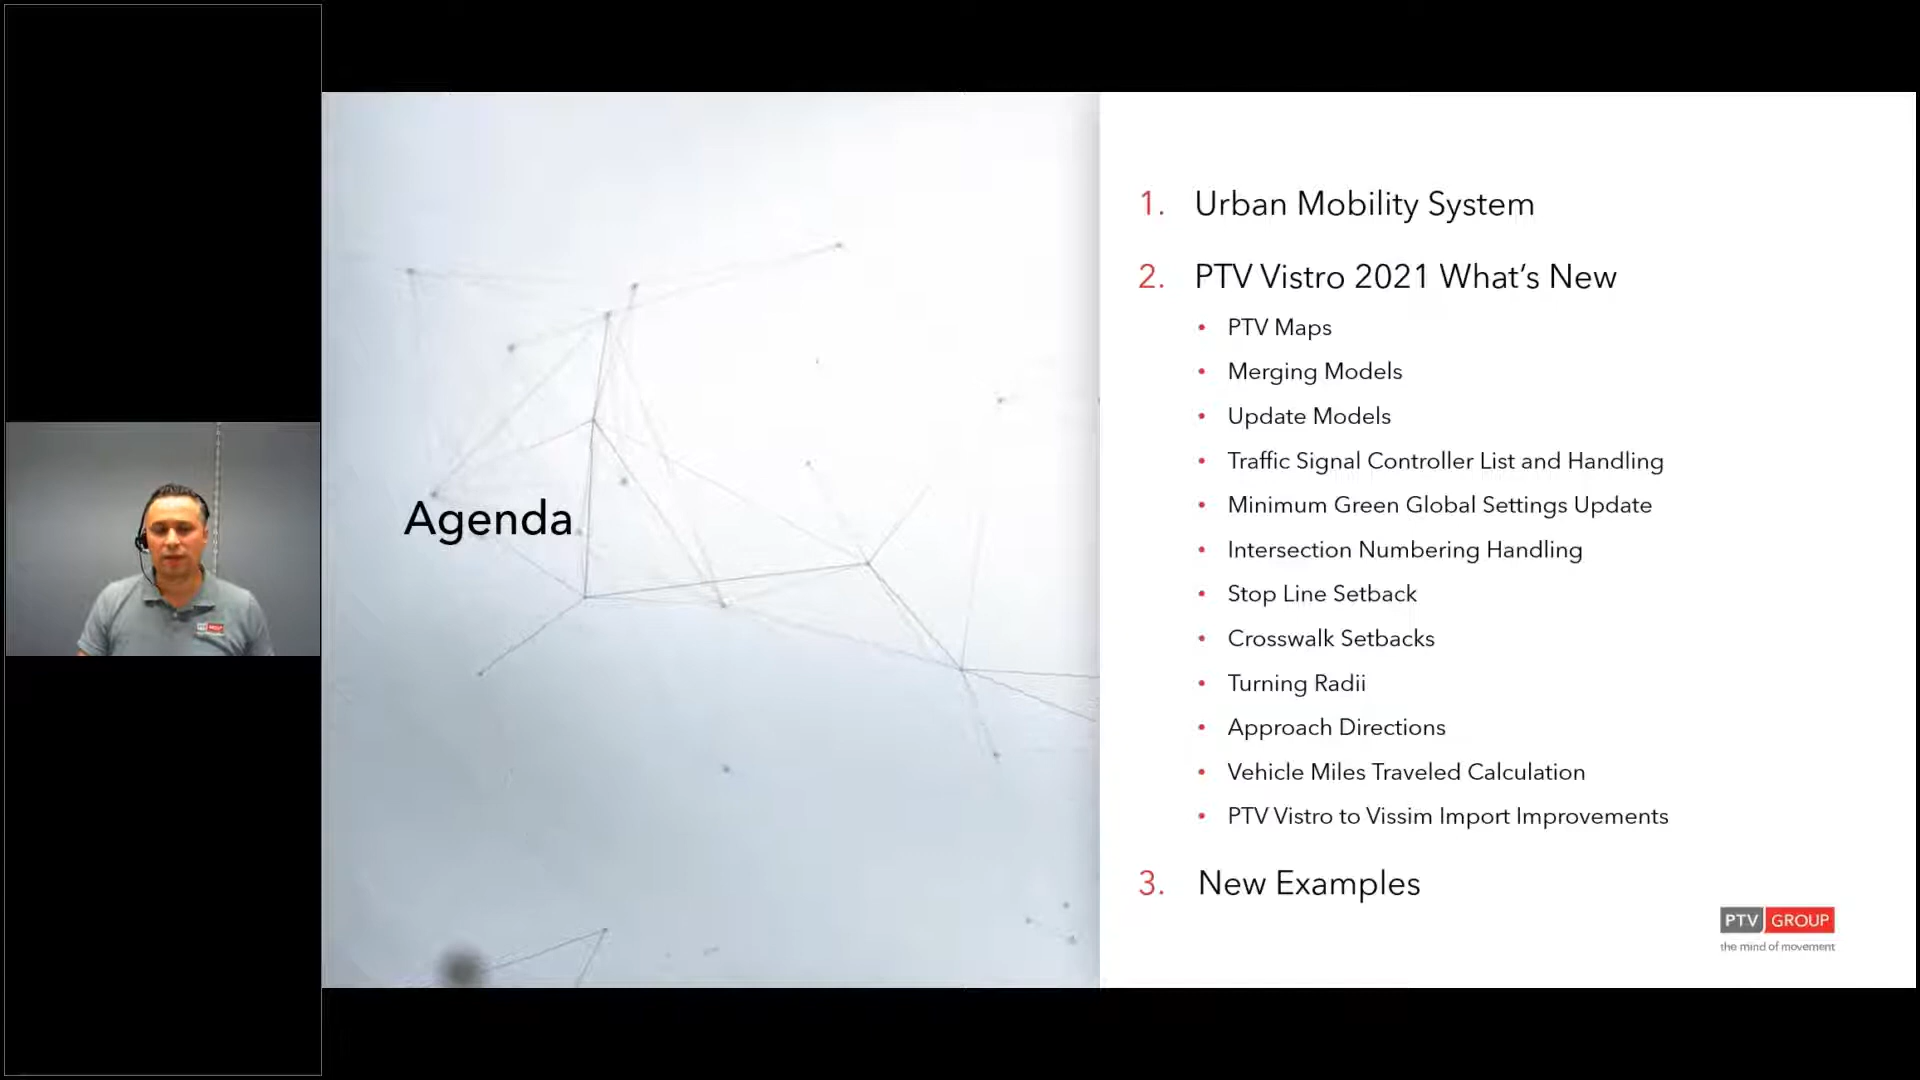 Agenda
1. Urban Mobility System
2. PTV Vistro 2021 What's New
• PTV Maps
• Merging Models
• Update Models
• Traffic Signal Controller List and Handling
• Minimum Green Global Settings Update
• Intersection Numbering Handling
• Stop Line Setback
• Crosswalk Setbacks
• Turning Radii
• Approach Directions
• Vehicle Miles Traveled Calculation
• PTV Vistro to Vissim Import Improvements
3. New Examples
PTV GROUP
the mind of movement